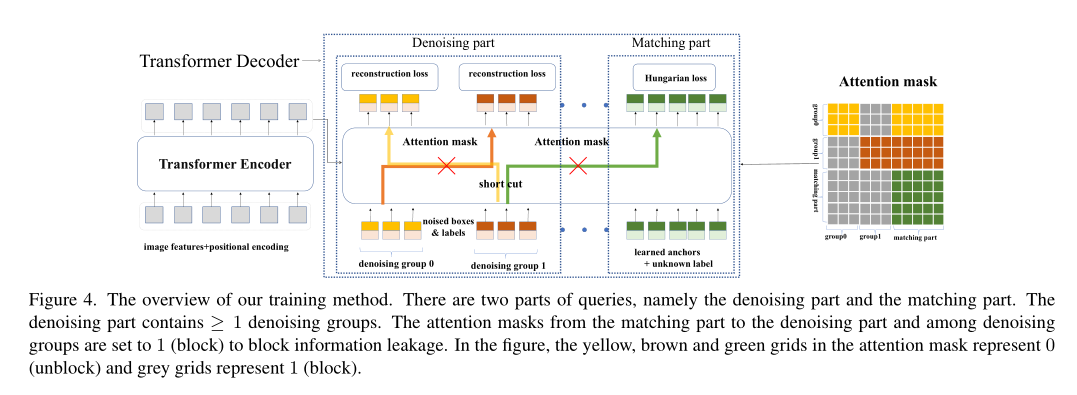 Denoising part
Matching part
Transformer Decoder
reconstruction loss
reconstruction loss
Hungarian loss
Attention mask
Attention mask
Attention mask
Transformer Encoder
short cut
group0
group1
matching part
noised boxes
& labels
image features+positional encoding
denoising group 0
denoising group 1
learned anchors
+ unknown label
group0
group1
matching part
Figure 4. The overview of our training method. There are two parts of queries, namely the denoising part and the matching part. The
denoising part contains ≥ 1 denoising groups. The attention masks from the matching part to the denoising part and among denoising
groups are set to 1 (block) to block information leakage. In the figure, the yellow, brown and green grids in the attention mask represent 0
(unblock) and grey grids represent 1 (block).